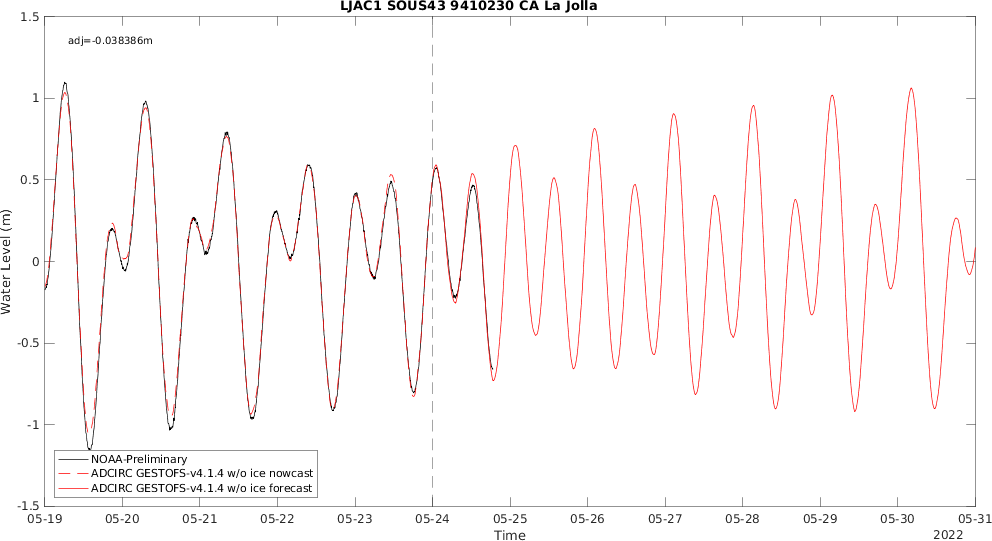 LJAC1 SOUS43 9410230 CA La Jolla
adj=-0.038386m
1.5
1
0.5
0
-0.5
-1
-1.5
Water Level (m)
NOAA-Preliminary
ADCIRC GESTOFS-v4.1.4 w/o ice nowcast
ADCIRC GESTOFS-v4.1.4 w/o ice forecast
05-19 05-20 05-21 05-22 05-23 05-24 05-25 05-26 05-27 05-28 05-29 05-30 05-31
Time
2022